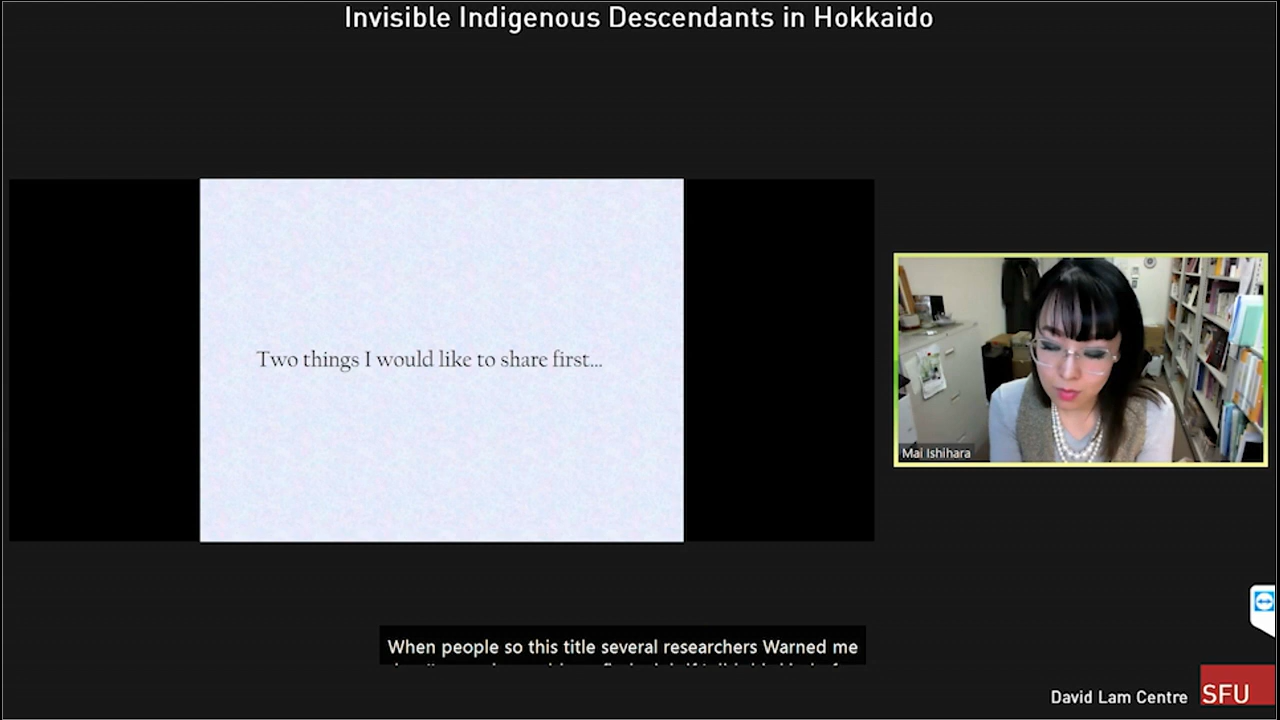 Invisible Indigenous Descendants in Hokkaido
Two things I would like to share first...
Mai Ishihara
When people so this title several researchers Warned me
David Lam Centre
SFU